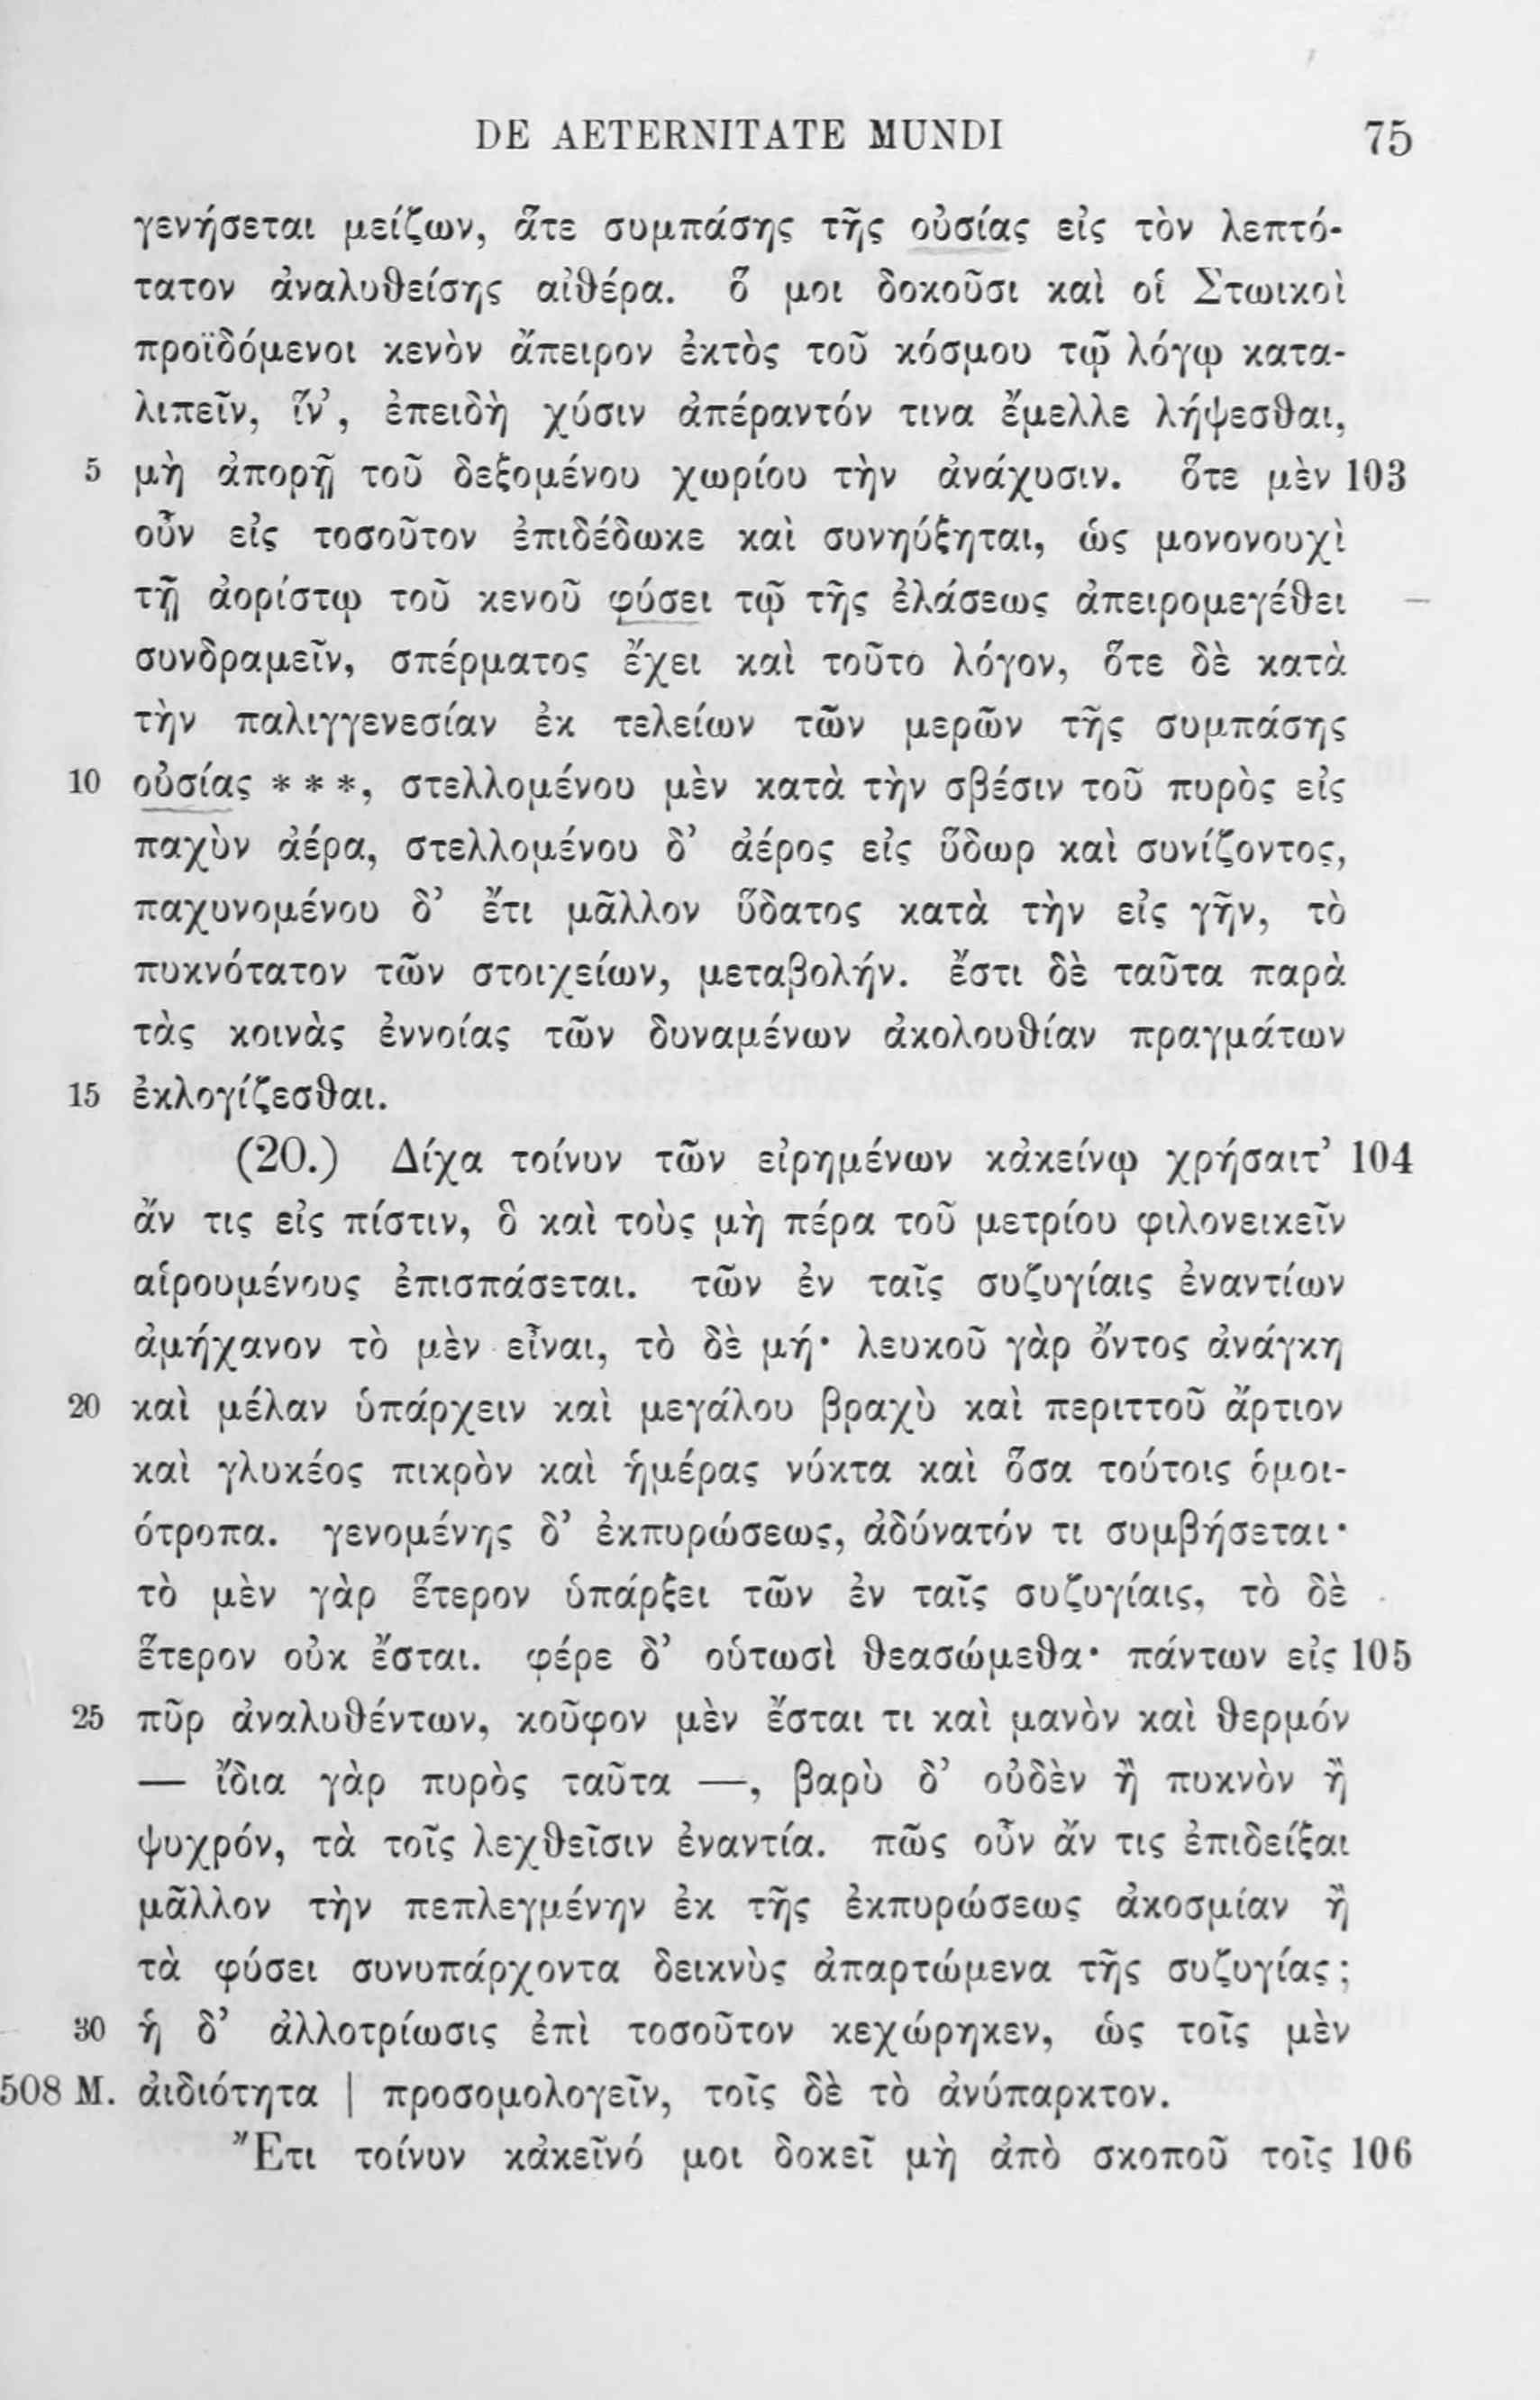 DE AETERNITATE MUNDI 75
γενήσεται μείζων, ἅτε συμπάσης τῆς οὐσίας εἰς τὸν λεπτό-
τατον ἀναλυθείσης αἰθέρα. ὅ μοι δοκοῦσι καὶ οἱ Στωικοὶ
προϊδόμενοι κενὸν ἄπειρον ἐκτὸς τοῦ κόσμου τῷ λόγῳ κατα-
λιπεῖν, ἵν’, ἐπειδὴ χύσιν ἀπέραντόν τινα ἔμελλε λήψεσθαι,
5 μὴ ἀπορῇ τοῦ δεξομένου χωρίου τὴν ἀνάχυσιν. ὅτε μὲν 103
οὖν εἰς τοσοῦτον ἐπιδέδωκε καὶ συνηύξηται, ὡς μονονουχὶ
τῇ ἀορίστῳ τοῦ κενοῦ φύσει τῷ τῆς ἐλάσεως ἀπειρομεγέθει
συνδραμεῖν, σπέρματος ἔχει καὶ τοῦτο λόγον, ὅτε δὲ κατὰ
τὴν παλιγγενεσίαν ἐκ τελείων τῶν μερῶν τῆς συμπάσης
10 οὐσίας * * *, στελλομένου μὲν κατὰ τὴν σβέσιν τοῦ πυρὸς εἰς
παχὺν ἀέρα, στελλομένου δ’ ἀέρος εἰς ὕδωρ καὶ συνίζοντος,
παχυνομένου δ’ ἔτι μᾶλλον ὕδατος κατὰ τὴν εἰς γῆν, τὸ
πυκνότατον τῶν στοιχείων, μεταβολήν. ἔστι δὲ ταῦτα παρὰ
τὰς κοινὰς ἐννοίας τῶν δυναμένων ἀκολουθίαν πραγμάτων
15 ἐκλογίζεσθαι.
(20.) Δίχα τοίνυν τῶν εἰρημένων κἀκείνῳ χρήσαιτ’ 104
ἄν τις εἰς πίστιν, ὃ καὶ τοὺς μὴ πέρα τοῦ μετρίου φιλονεικεῖν
αἱρουμένους ἐπισπάσεται. τῶν ἐν ταῖς συζυγίαις ἐναντίων
ἀμήχανον τὸ μὲν εἶναι, τὸ δὲ μή· λευκοῦ γὰρ ὄντος ἀνάγκη
20 καὶ μέλαν ὑπάρχειν καὶ μεγάλου βραχὺ καὶ περιττοῦ ἄρτιον
καὶ γλυκέος πικρὸν καὶ ἡμέρας νύκτα καὶ ὅσα τούτοις ὁμοι-
ότροπα. γενομένης δ’ ἐκπυρώσεως, ἀδύνατόν τι συμβήσεται·
τὸ μὲν γὰρ ἕτερον ὑπάρξει τῶν ἐν ταῖς συζυγίαις, τὸ δὲ
ἕτερον οὐκ ἔσται. φέρε δ’ οὑτωσὶ θεασώμεθα· πάντων εἰς 105
25 πῦρ ἀναλυθέντων, κοῦφον μὲν ἔσται τι καὶ μανὸν καὶ θερμόν
— ἴδια γὰρ πυρὸς ταῦτα —, βαρὺ δ’ οὐδὲν ἢ πυκνὸν ἢ
ψυχρόν, τὰ τοῖς λεχθεῖσιν ἐναντία. πῶς οὖν ἄν τις ἐπιδείξαι
μᾶλλον τὴν πεπλεγμένην ἐκ τῆς ἐκπυρώσεως ἀκοσμίαν ἢ
τὰ φύσει συνυπάρχοντα δεικνὺς ἀπαρτώμενα τῆς συζυγίας;
30 ἡ δ’ ἀλλοτρίωσις ἐπὶ τοσοῦτον κεχώρηκεν, ὡς τοῖς μὲν
508 M. ἀιδιότητα | προσομολογεῖν, τοῖς δὲ τὸ ἀνύπαρκτον.
Ἔτι τοίνυν κἀκεῖνό μοι δοκεῖ μὴ ἀπὸ σκοποῦ τοῖς 106